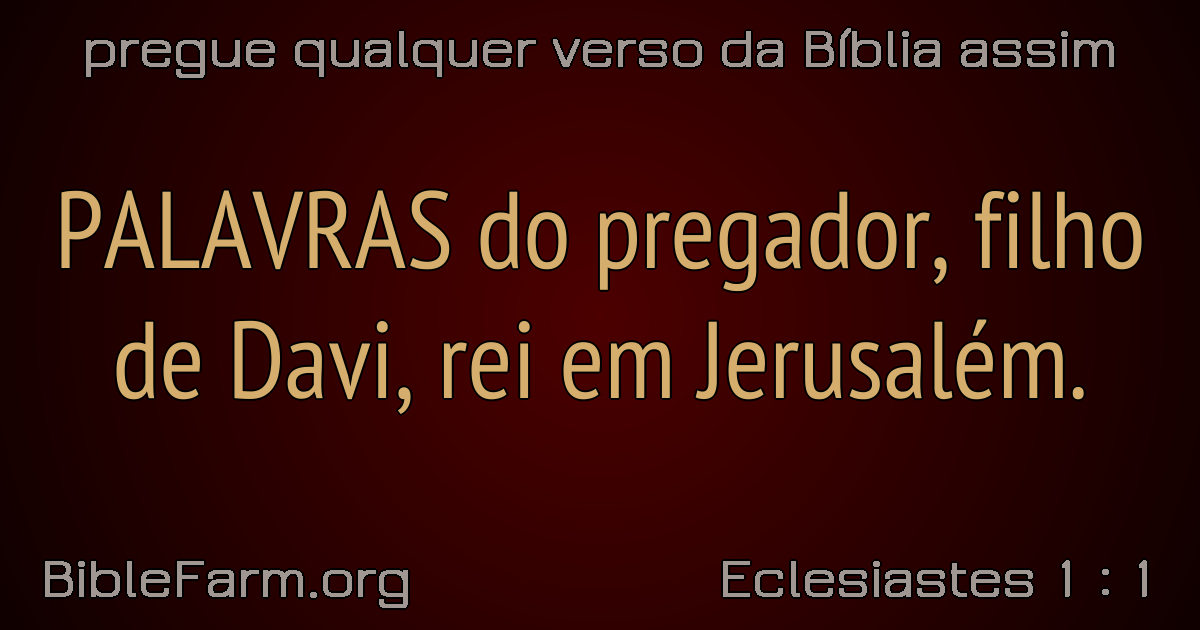 pregue qualquer verso da Bíblia assim
PALAVRAS do pregador, filho
de Davi, rei em Jerusalém.
BibleFarm.org
Eclesiastes 1 : 1